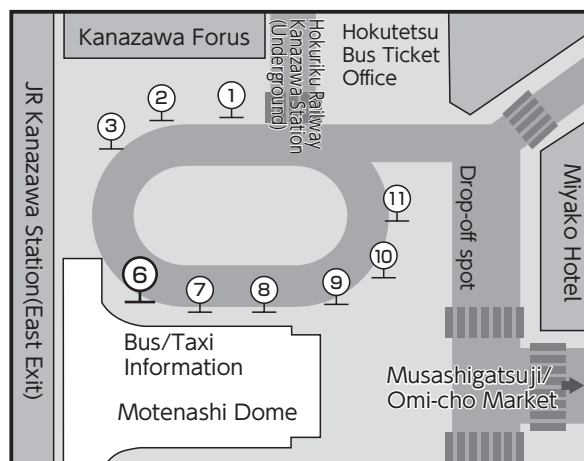 Kanazawa Forus
Hokuriku Railway
Kanazawa Station
(Underground)
Hokutetsu
Bus Ticket
Office
JR Kanazawa Station(East Exit)
1
2
3
11
10
6
7
8
9
Drop-off spot
Miyako Hotel
Bus/Taxi
Information
Motenashi Dome
Musashigatsuji/
Omi-cho Market